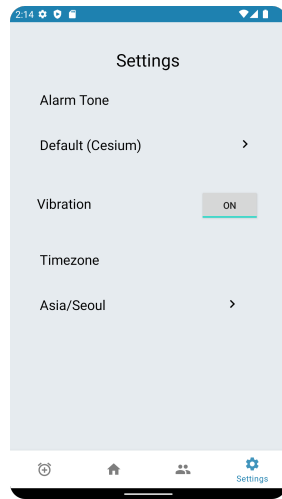 2:14
Settings
Alarm Tone
Default (Cesium)
Vibration
ON
Timezone
Asia/Seoul
Settings